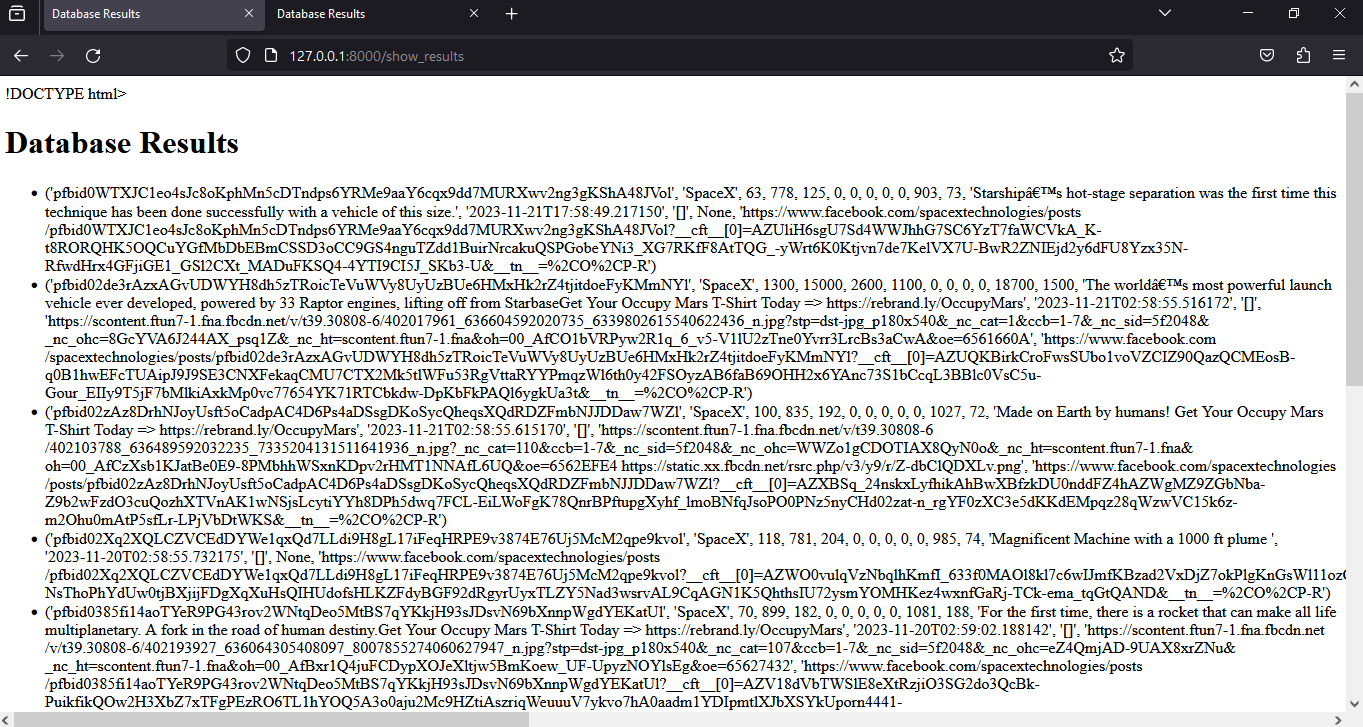 Database Results
Database Results
127.0.0.1:8000/show_results
!DOCTYPE html>
Database Results
('pfbid0WTXJC1eo4sJc8oKphMn5cDTndps6YRMe9aaY6cqx9dd7MURXwv2ng3gKShA48JVol', 'SpaceX', 63, 778, 125, 0, 0, 0, 0, 0, 903, 73, 'Starshipâ€™s hot-stage separation was the first time this
technique has been done successfully with a vehicle of this size.', '2023-11-21T17:58:49.217150', '[]', None, 'https://www.facebook.com/spacextechnologies/posts
/pfbid0WTXJC1eo4sJc8oKphMn5cDTndps6YRMe9aaY6cqx9dd7MURXwv2ng3gKShA48JVol?__cft__[0]=AZUliH6sgU7Sd4WWJhhG7SC6YzT7faWCVkA_K-
t8RORQHK5OQCuYGfMbDbEBmCSSD3oCC9GS4nguTZdd1BuirNrcakuQSPGobeYNi3_XG7RKfF8ArTQG_-yWrt6K0Ktjvn7de7KelVX7U-BwR2ZNIEjd2y6dFU8Yzx35N-
RfwdHrx4GFjiGE1_GSl2CXt_MADuFKSQ4-4YTI9CI5J_SKb3-U&__tn__=%2CO%2CP-R')
('pfbid02de3rAzxAGvUDWYH8dh5zTRoicTeVuWVy8UyUzBUe6HMxHk2rZ4tjitdoeFyKMmNYl', 'SpaceX', 1300, 15000, 2600, 1100, 0, 0, 0, 0, 18700, 1500, 'The worldâ€™s most powerful launch
vehicle ever developed, powered by 33 Raptor engines, lifting off from StarbaseGet Your Occupy Mars T-Shirt Today => https://rebrand.ly/OccupyMars', '2023-11-21T02:58:55.516172', '[]',
'https://scontent.ftun7-1.fna.fbcdn.net/v/t39.30808-6/402017961_636604592020735_6339802615540622436_n.jpg?stp=dst-jpg_p180x540&_nc_cat=1&ccb=1-7&_nc_sid=5f2048&
_nc_ohc=8GcYVA6J244AX_psq1Z&_nc_ht=scontent.ftun7-1.fna&oh=00_AfCO1bVRPyw2R1q_6_v5-V1lU2zTne0Yvrr3LrcBs3aCwA&oe=6561660A', 'https://www.facebook.com
/spacextechnologies/posts/pfbid02de3rAzxAGvUDWYH8dh5zTRoicTeVuWVy8UyUzBUe6HMxHk2rZ4tjitdoeFyKMmNYl?__cft__[0]=AZUQKBirkCroFwsSUbo1voVZCIZ90QazQCMEosB-
q0B1hwEFcTUAipJ9J9SE3CNXFekaqCMU7CTX2Mk5tlWFu53RgVttaRYYPmqzWl6th0y42FSOyzAB6faB69OHH2x6YAnc73S1bCcqL3BBlc0VsC5u-
Gour_EIIy9T5jF7bMlkiAxkMp0vc77654YK71RTCbkdw-DpKbFkPAQl6ygkUa3t&__tn__=%2CO%2CP-R')
('pfbid02zAz8DrhNJoyUsft5oCadpAC4D6Ps4aDSsgDKoSycQheqsXQdRDZFmbNJJDDaw7WZl', 'SpaceX', 100, 835, 192, 0, 0, 0, 0, 0, 1027, 72, 'Made on Earth by humans! Get Your Occupy Mars
T-Shirt Today => https://rebrand.ly/OccupyMars', '2023-11-21T02:58:55.615170', '[]', 'https://scontent.ftun7-1.fna.fbcdn.net/v/t39.30808-6
/402103788_636489592032235_7335204131511641936_n.jpg?_nc_cat=110&ccb=1-7&_nc_sid=5f2048&_nc_ohc=WWZo1gCDOTIAX8QyN0o&_nc_ht=scontent.ftun7-1.fna&
oh=00_AfCzXsb1KJatBe0E9-8PMbhhWSxnKDpv2rHMT1NNAfL6UQ&oe=6562EFE4 https://static.xx.fbcdn.net/rsrc.php/v3/y9/r/Z-dbClQDXLv.png', 'https://www.facebook.com/spacextechnologies
/posts/pfbid02zAz8DrhNJoyUsft5oCadpAC4D6Ps4aDSsgDKoSycQheqsXQdRDZFmbNJJDDaw7WZl?__cft__[0]=AZXBSq_24nskxLyfhikAhBwXBfzkDU0nddFZ4hAZWgMZ9ZGbNba-
Z9b2wFzdO3cuQozhXTVnAK1wNSjsLcytiYYh8DPh5dwq7FCL-EiLWoFgK78QnrBPftupgXyhf_lmoBNfqJsoPO0PNz5nyCHd02zat-n_rgYF0zXC3e5dKKdEMpqz28qWzwVC15k6z-
m2Ohu0mAtP5sfLr-LPjVbDtWKS&__tn__=%2CO%2CP-R')
('pfbid02Xq2XQLCZVCEdDYWe1qxQd7LLdi9H8gL17iFeqHRPE9v3874E76Uj5McM2qpe9kvol', 'SpaceX', 118, 781, 204, 0, 0, 0, 0, 0, 985, 74, 'Magnificent Machine with a 1000 ft plume ',
'2023-11-20T02:58:55.732175', '[]', None, 'https://www.facebook.com/spacextechnologies/posts
/pfbid02Xq2XQLCZVCEdDYWe1qxQd7LLdi9H8gL17iFeqHRPE9v3874E76Uj5McM2qpe9kvol?__cft__[0]=AZWO0vulqVzNbqlhKmfI_633f0MAOl8kl7c6wIJmfKBzad2VxDjZ7okPlgKnGsWl11ozG
NsThoPhYdUw0tjBXjijFDgXqXuHsQIHUdofsHLKZFdyBGF92dRgyrUyxTLZY5Nad3wsrvAL9CqAGN1K5QhthsIU72ysmYOMHKez4wxnfGaRj-TCk-ema_tqGtQAND&__tn__=%2CO%2CP-R')
('pfbid0385fi14aoTYeR9PG43rov2WNtqDeo5MtBS7qYKkjH93sJDsvN69bXnnpWgdYEKatUl', 'SpaceX', 70, 899, 182, 0, 0, 0, 0, 0, 1081, 188, 'For the first time, there is a rocket that can make all life
multiplanetary. A fork in the road of human destiny.Get Your Occupy Mars T-Shirt Today => https://rebrand.ly/OccupyMars', '2023-11-20T02:59:02.188142', '[]', 'https://scontent.ftun7-1.fna.fbcdn.net
/v/t39.30808-6/402193927_636064305408097_8007855274060627947_n.jpg?stp=dst-jpg_p180x540&_nc_cat=107&ccb=1-7&_nc_sid=5f2048&_nc_ohc=eZ4QmjAD-9UAX8xrZNu&
_nc_ht=scontent.ftun7-1.fna&oh=00_AfBxr1Q4juFCDypXOJeXltjw5BmKoew_UF-UpyzNOYlsEg&oe=65627432', 'https://www.facebook.com/spacextechnologies/posts
/pfbid0385fi14aoTYeR9PG43rov2WNtqDeo5MtBS7qYKkjH93sJDsvN69bXnnpWgdYEKatUl?__cft__[0]=AZV18dVbTWSlE8eXtRzjiO3SG2do3QcBk-
PuikfikQOw2H3XbZ7xTFgPEzRO6TL1hYOQ5A3o0aju2Mc9HZtiAszriqWeuuuV7ykvo7hA0aadm1YDIpmtlXJbXSYkUporn4441-